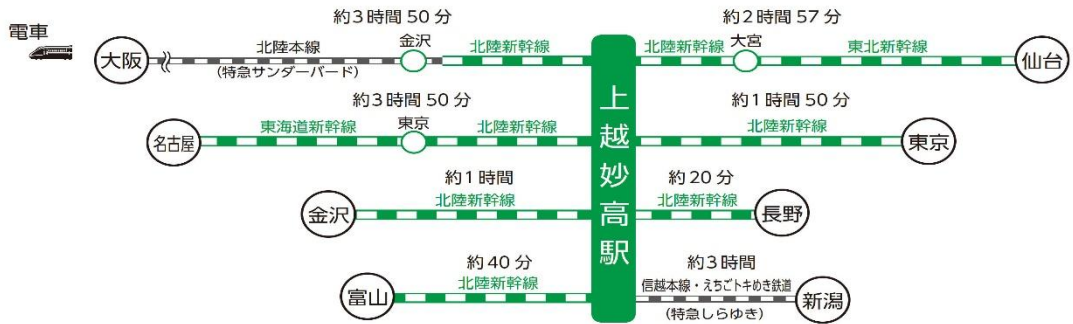 電車
約3時間50分
大阪
北陸本線
(特急サンダーバード)
金沢
北陸新幹線
約2時間57分
北陸新幹線
大宮
東北新幹線
仙台
約3時間50分
名古屋
東海道新幹線
東京
北陸新幹線
約1時間50分
北陸新幹線
東京
上越妙高駅
約1時間
金沢
北陸新幹線
約20分
北陸新幹線
長野
約40分
富山
北陸新幹線
約3時間
信越本線・えちごトキめき鉄道
(特急しらゆき)
新潟